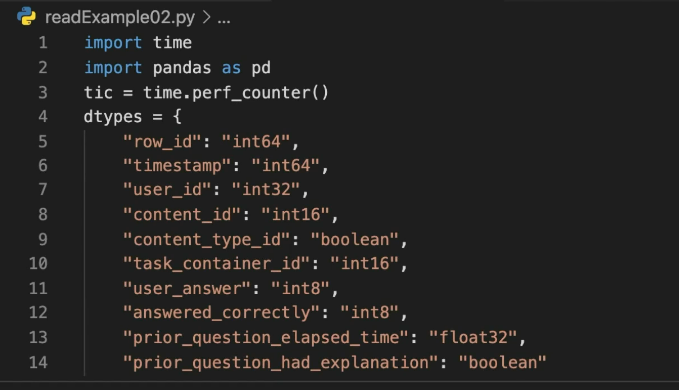 readExample02.py > ...
1 import time
2 import pandas as pd
3 tic = time.perf_counter()
4 dtypes = {
5 "row_id": "int64",
6 "timestamp": "int64",
7 "user_id": "int32",
8 "content_id": "int16",
9 "content_type_id": "boolean",
10 "task_container_id": "int16",
11 "user_answer": "int8",
12 "answered_correctly": "int8",
13 "prior_question_elapsed_time": "float32",
14 "prior_question_had_explanation": "boolean"